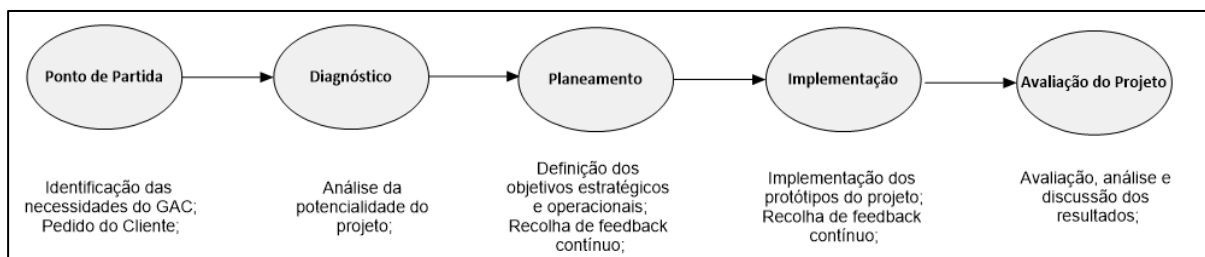 Ponto de Partida
Diagnóstico
Planeamento
Implementação
Avaliação do Projeto
Identificação das
necessidades do GAC;
Pedido do Cliente;
Análise da
potencialidade do
projeto;
Definição dos
objetivos estratégicos
e operacionais;
Recolha de feedback
contínuo;
Implementação dos
protótipos do projeto;
Recolha de feedback
contínuo;
Avaliação, análise e
discussão dos
resultados;